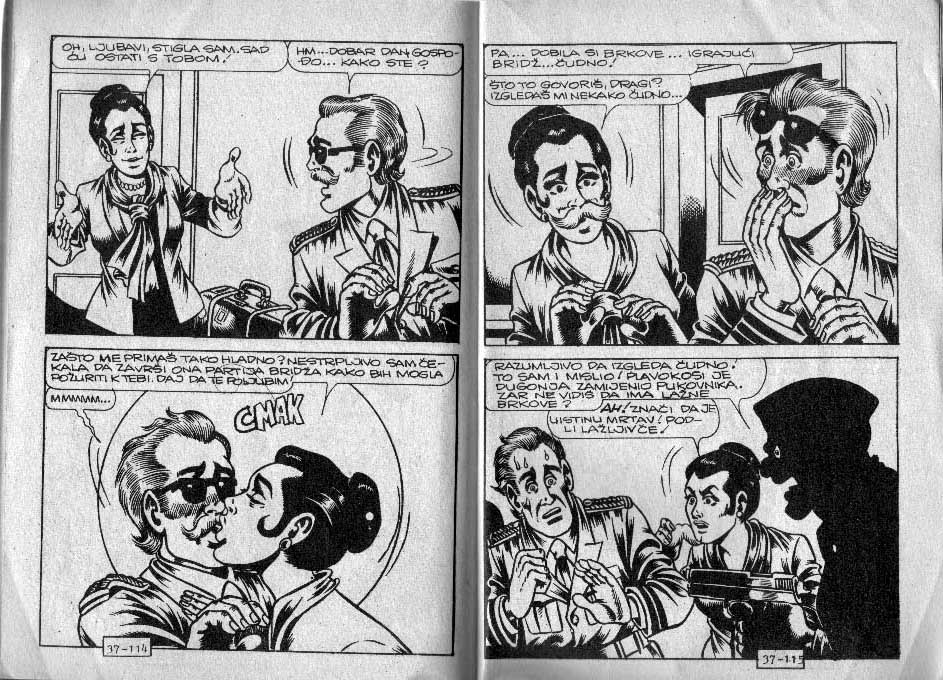 OH, LJUBAVI, STIGLA SAM. SAD
ĆU OSTATI S TOBOM!
HM... DOBAR DAN, GOSPO-
ĐO... KAKO STE?
ZAŠTO ME PRIMAŠ TAKO HLADNO? NESTRPLJIVO SAM ČE-
KALA DA ZAVRŠI ONA PARTIJA BRIDŽA KAKO BIH MOGLA
POŽURITI K TEBI. DAJ DA TE POLJUBIM!
MMMMM...
CMAK
37-114
PA... DOBILA SI BRKOVE... IGRAJUĆI
BRIDŽ... ČUDNO!
ŠTO TO GOVORIŠ, DRAGI?
IZGLEDAŠ MI NEKAKO ČUDNO...
RAZUMLJIVO DA IZGLEDA ČUDNO.
TO SAM I MISLIO! PLAVOKOSI JE
DUGONJA ZAMIJENIO PUKOVNIKA.
ZAR NE VIDIŠ DA IMA LAŽNE
BRKOVE?
AH! ZNAČI DA JE
UISTINU MRTAV! POD-
LI LAŽLJIVČE!
37-115